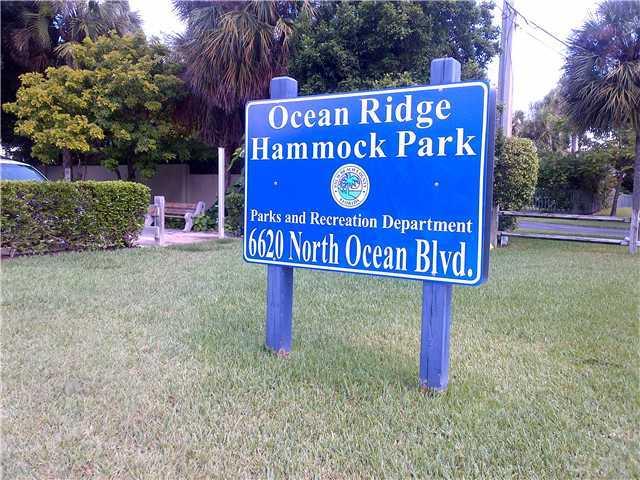 Ocean Ridge
Hammock Park
Parks and Recreation Department
6620 North Ocean Blvd.